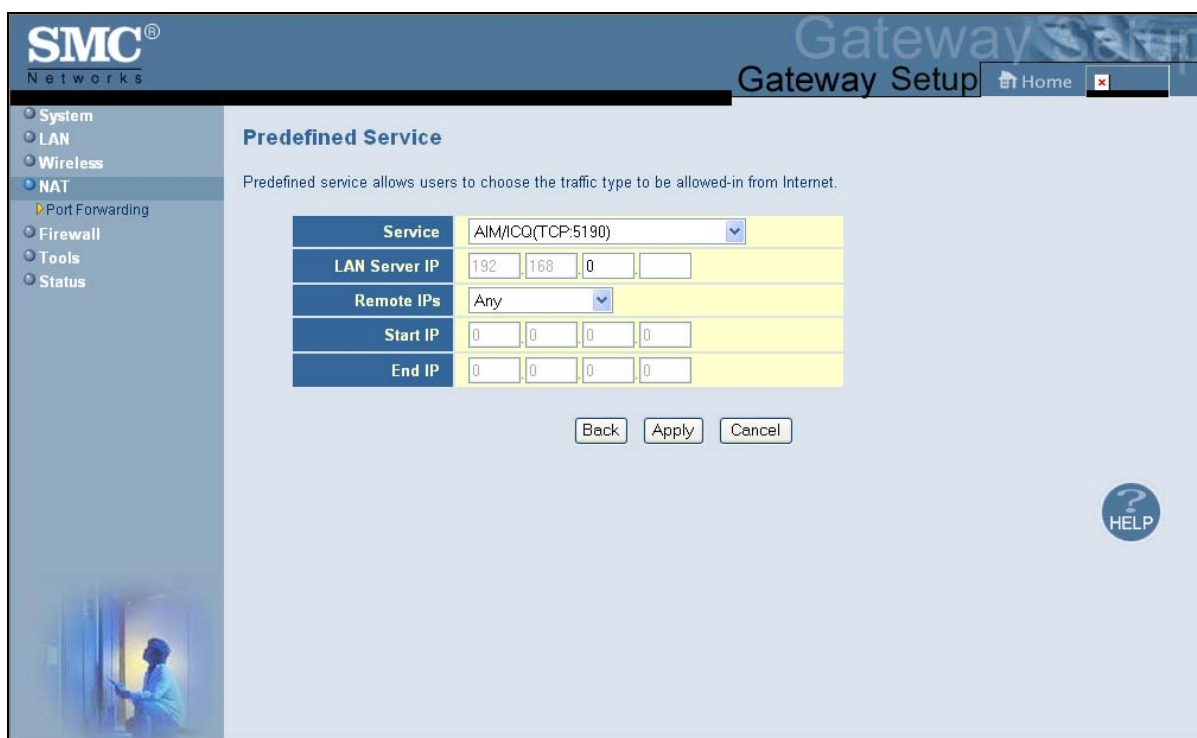 SMC®
Networks
Gateway Setup
Gateway Setup
Home
System
LAN
Wireless
NAT
Port Forwarding
Firewall
Tools
Status
Predefined Service
Predefined service allows users to choose the traffic type to be allowed-in from Internet.
Service AIM/ICQ(TCP:5190)
LAN Server IP 192 . 168 . 0 .
Remote IPs Any
Start IP 0 . 0 . 0 . 0
End IP 0 . 0 . 0 . 0
Back Apply Cancel
? HELP